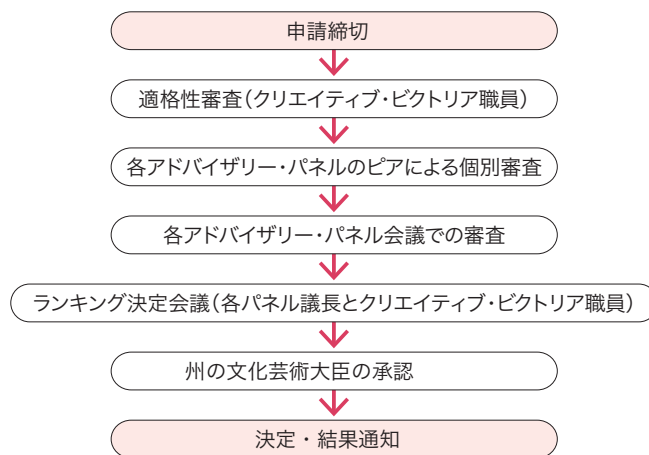 申請締切
適格性審査(クリエイティブ・ビクトリア職員)
各アドバイザリー・パネルのピアによる個別審査
各アドバイザリー・パネル会議での審査
ランキング決定会議(各パネル議長とクリエイティブ・ビクトリア職員)
州の文化芸術大臣の承認
決定・結果通知